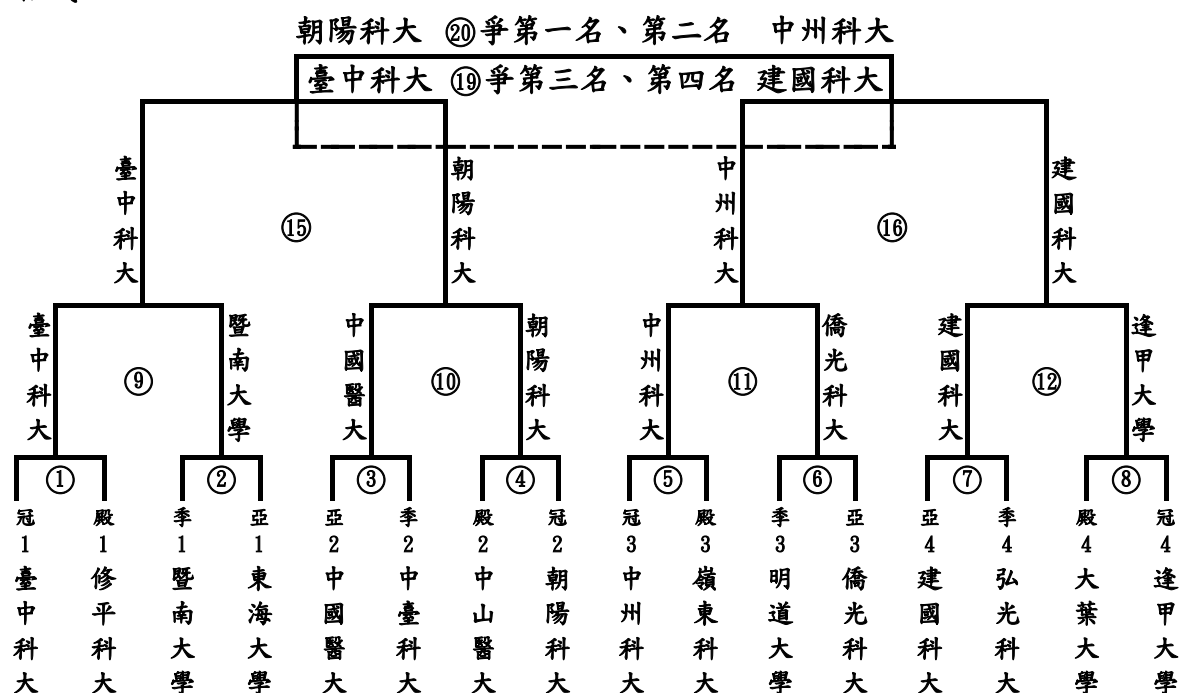 朝陽科大 ⑳爭第一名、第二名 中州科大
臺中科大 ⑲爭第三名、第四名 建國科大
臺中科大
朝陽科大
中州科大
建國科大
⑮
⑯
臺中科大
暨南大學
中國醫大
朝陽科大
中州科大
僑光科大
建國科大
逢甲大學
⑨
⑩
⑪
⑫
①
②
③
④
⑤
⑥
⑦
⑧
冠1臺中科大
殿1修平科大
季1暨南大學
亞1東海大學
亞2中國醫大
季2中臺科大
殿2中山醫大
冠2朝陽科大
冠3中州科大
殿3嶺東科大
季3明道大學
亞3僑光科大
亞4建國科大
季4弘光科大
殿4大葉大學
冠4逢甲大學